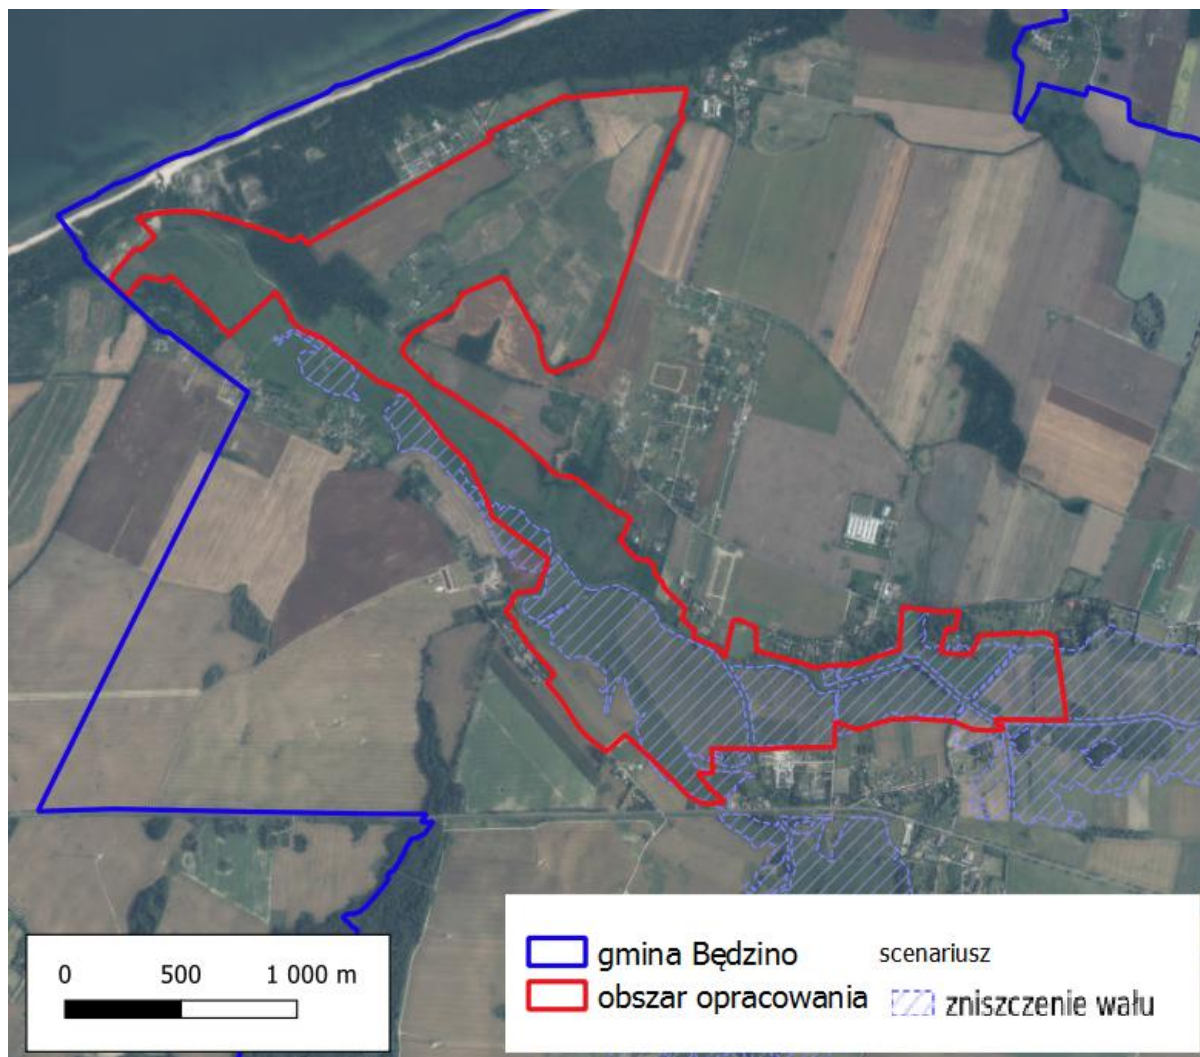 0 500 1 000 m
gmina Będzino
obszar opracowania
scenariusz
zniszczenie wału